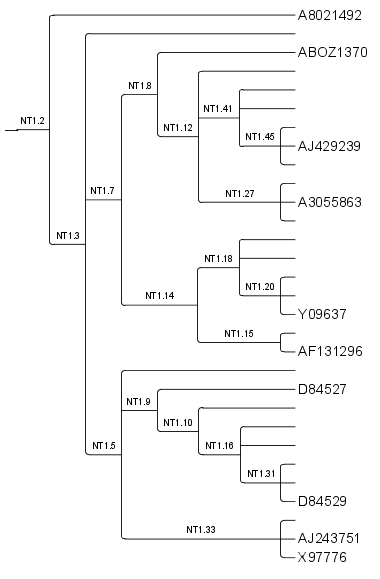 A8021492
ABOZ1370
NT1.8
NT1.41
NT1.2
NT1.12
NT1.45
AJ429239
NT1.7
NT1.27
A3055863
NT1.3
NT1.18
NT1.14
NT1.20
Y09637
NT1.15
AF131296
D84527
NT1.9
NT1.10
NT1.5
NT1.16
NT1.31
D84529
NT1.33
AJ243751
X97776